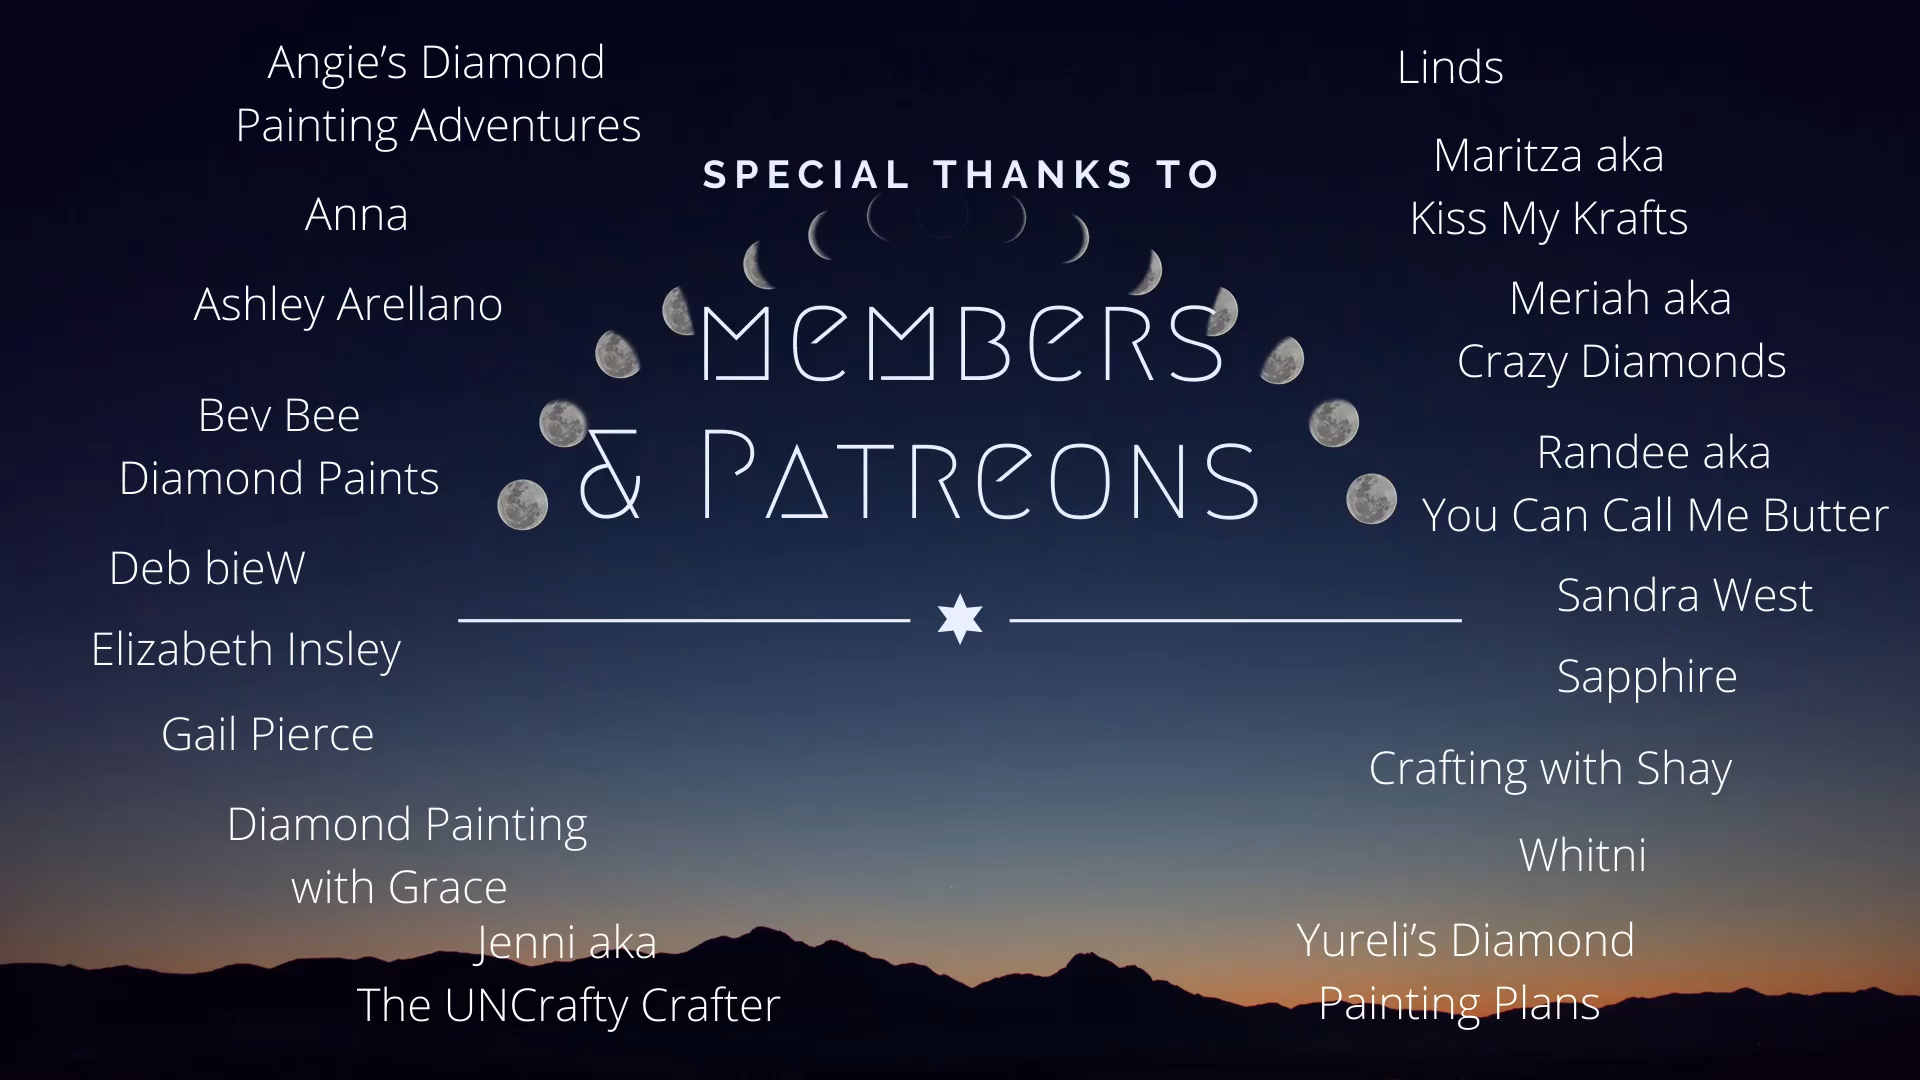 Angie’s Diamond
Painting Adventures
Anna
Ashley Arellano
Bev Bee
Diamond Paints
Deb bieW
Elizabeth Insley
Gail Pierce
Diamond Painting
with Grace
Jenni aka
The UNCrafty Crafter
SPECIAL THANKS TO
MEMBERS
& PATREONS
Linds
Maritza aka
Kiss My Krafts
Meriah aka
Crazy Diamonds
Randee aka
You Can Call Me Butter
Sandra West
Sapphire
Crafting with Shay
Whitni
Yureli’s Diamond
Painting Plans